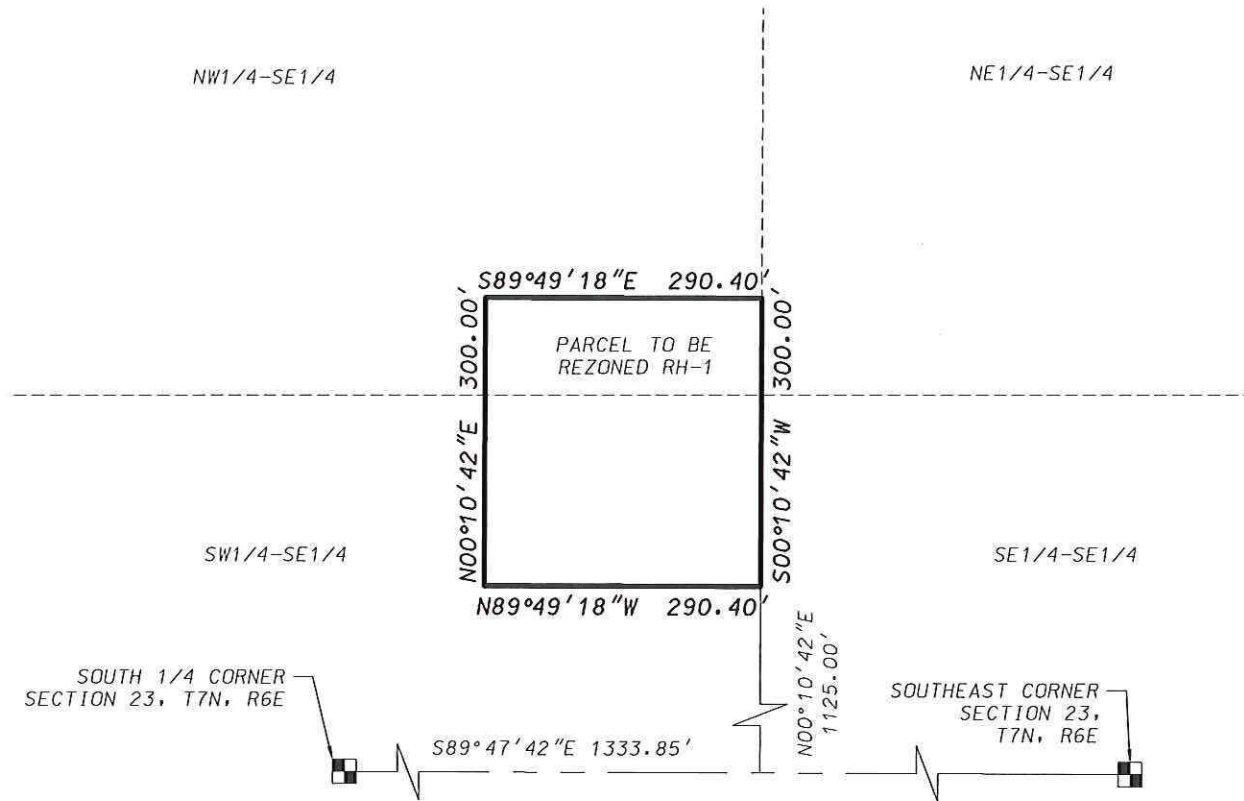 NW1/4-SE1/4
NE1/4-SE1/4
S89°49'18"E 290.40'
N00°10'42"E 300.00'
PARCEL TO BE
REZONED RH-1
S00°10'42"W 300.00'
SW1/4-SE1/4
SE1/4-SE1/4
N89°49'18"W 290.40'
SOUTH 1/4 CORNER
SECTION 23, T7N, R6E
N00°10'42"E
1125.00'
SOUTHEAST CORNER
SECTION 23,
T7N, R6E
S89°47'42"E 1333.85'